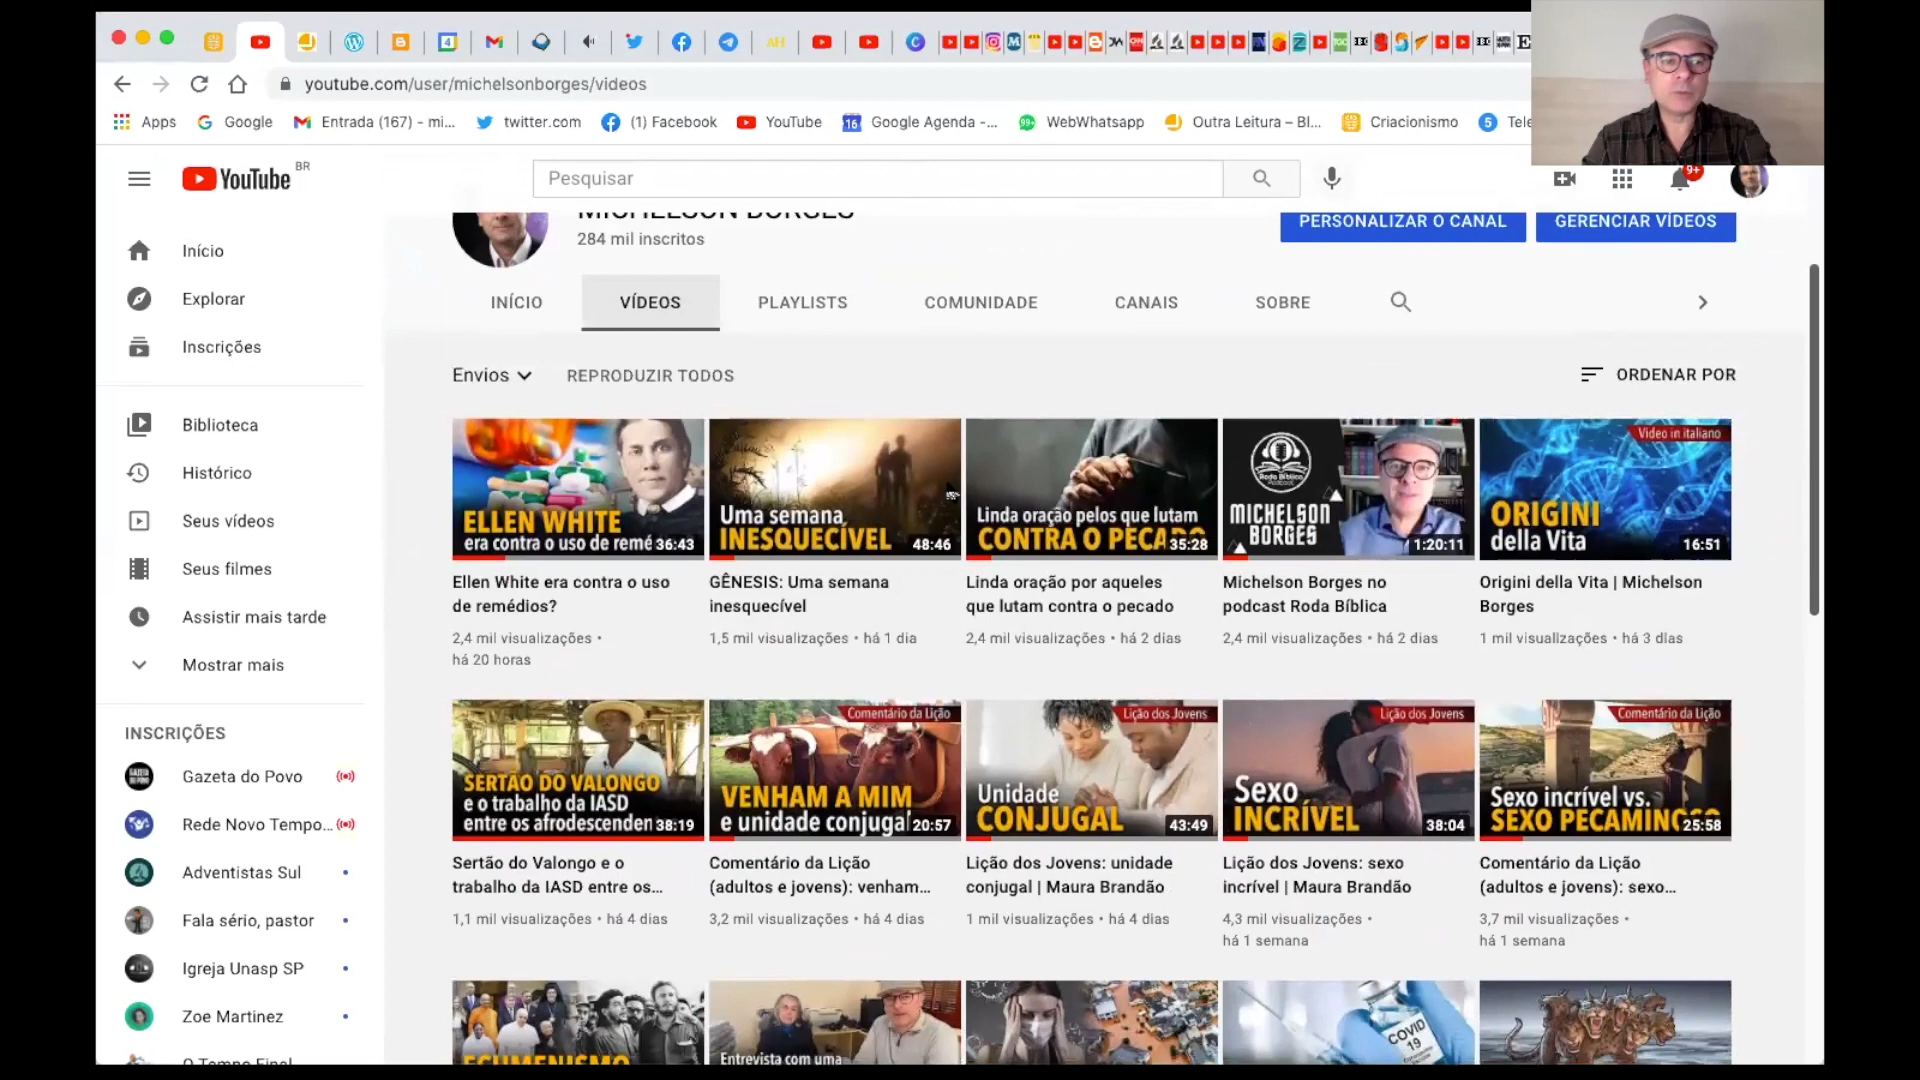 youtube.com/user/michelsonborges/videos
Apps
Google
Entrada (167) - mi...
twitter.com
(1) Facebook
YouTube
Google Agenda -...
WebWhatsapp
Outra Leitura – Bl...
Criacionismo
YouTube BR
Pesquisar
9+
MICHELSON BORGES
284 mil inscritos
PERSONALIZAR O CANAL
GERENCIAR VÍDEOS
INÍCIO
VÍDEOS
PLAYLISTS
COMUNIDADE
CANAIS
SOBRE
Início
Explorar
Inscrições
Biblioteca
Histórico
Seus vídeos
Seus filmes
Assistir mais tarde
Mostrar mais
INSCRIÇÕES
Gazeta do Povo
Rede Novo Tempo...
Adventistas Sul
Fala sério, pastor
Igreja Unasp SP
Zoe Martinez
O Tempo Final
Envios
REPRODUZIR TODOS
ORDENAR POR
ELLEN WHITE
era contra o uso de
36:43
Ellen White era contra o uso
de remédios?
2,4 mil visualizações •
há 20 horas
Uma semana
INESQUECÍVEL
48:46
GÊNESIS: Uma semana
inesquecível
1,5 mil visualizações • há 1 dia
Linda oração pelos que lutam
CONTRA O
35:28
Linda oração por aqueles
que lutam contra o pecado
2,4 mil visualizações • há 2 dias
Roda Bíblica
MICHELSON
BORGES
1:20:11
Michelson Borges no
podcast Roda Bíblica
2,4 mil visualizações • há 2 dias
Video in italiano
ORIGINI
della Vita
16:51
Origini della Vita | Michelson
Borges
1 mil visualizações • há 3 dias
SERTÃO DO VALONGO
e o trabalho da IASD
entre os
38:19
Sertão do Valongo e o
trabalho da IASD entre os...
1,1 mil visualizações • há 4 dias
Comentário da Lição
VENHAM A MIM
e unidade conjugal
20:57
Comentário da Lição
(adultos e jovens): venham...
3,2 mil visualizações • há 4 dias
Lição dos Jovens
Unidade
CONJUGAL
43:49
Lição dos Jovens: unidade
conjugal | Maura Brandão
1 mil visualizações • há 4 dias
Lição dos Jovens
Sexo
INCRÍVEL
38:04
Lição dos Jovens: sexo
incrível | Maura Brandão
4,3 mil visualizações •
há 1 semana
Comentário da Lição
Sexo incrível vs.
SEXO
25:58
Comentário da Lição
(adultos e jovens): sexo...
3,7 mil visualizações •
há 1 semana
ECUMENISMO
Entrevista com uma
COVID
19